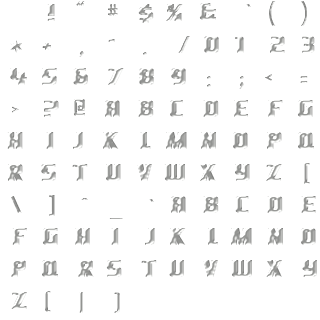 ! " # $ % & ' ( )
* + , - . / 0 1 2 3
4 5 6 7 8 9 : ; < =
> ? @ A B C D E F G
H I J K L M N O P Q
R S T U V W X Y Z [
\ ] ^ _ ` A B C D E
F G H I J K L M N O
P Q R S T U V W X Y
Z [ | ]